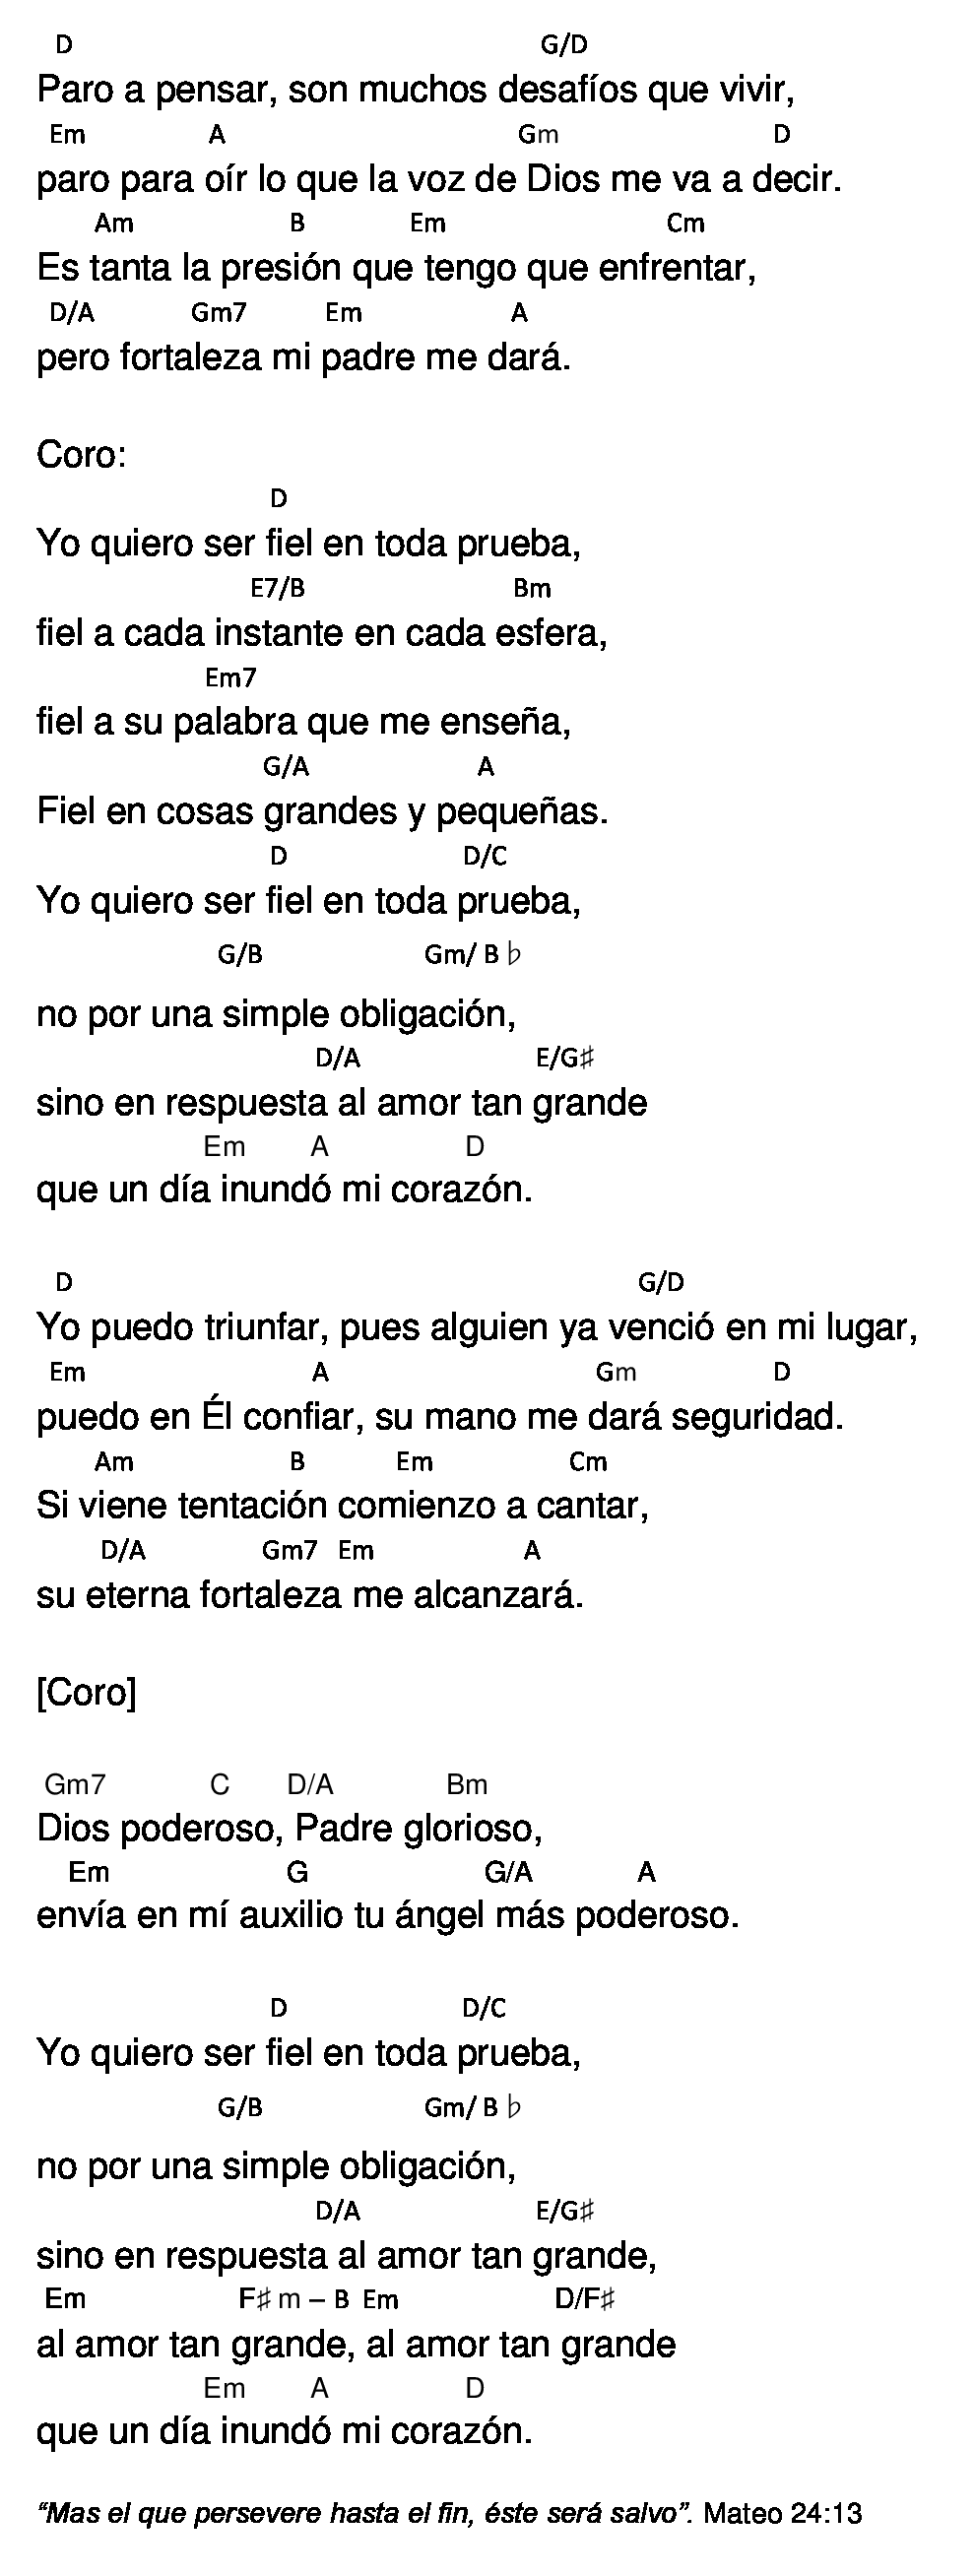 D G/D
Paro a pensar, son muchos desafíos que vivir,
Em A Gm D
paro para oír lo que la voz de Dios me va a decir.
Am B Em Cm
Es tanta la presión que tengo que enfrentar,
D/A Gm7 Em A
pero fortaleza mi padre me dará.
Coro:
D
Yo quiero ser fiel en toda prueba,
E7/B Bm
fiel a cada instante en cada esfera,
Em7
fiel a su palabra que me enseña,
G/A A
Fiel en cosas grandes y pequeñas.
D D/C
Yo quiero ser fiel en toda prueba,
G/B Gm/ B ♭
no por una simple obligación,
D/A E/G♯
sino en respuesta al amor tan grande
Em A D
que un día inundó mi corazón.
D G/D
Yo puedo triunfar, pues alguien ya venció en mi lugar,
Em A Gm D
puedo en Él confiar, su mano me dará seguridad.
Am B Em Cm
Si viene tentación comienzo a cantar,
D/A Gm7 Em A
su eterna fortaleza me alcanzará.
[Coro]
Gm7 C D/A Bm
Dios poderoso, Padre glorioso,
Em G G/A A
envía en mí auxilio tu ángel más poderoso.
D D/C
Yo quiero ser fiel en toda prueba,
G/B Gm/ B ♭
no por una simple obligación,
D/A E/G♯
sino en respuesta al amor tan grande,
Em F♯ m – B Em D/F♯
al amor tan grande, al amor tan grande
Em A D
que un día inundó mi corazón.
“Mas el que persevere hasta el fin, éste será salvo”. Mateo 24:13